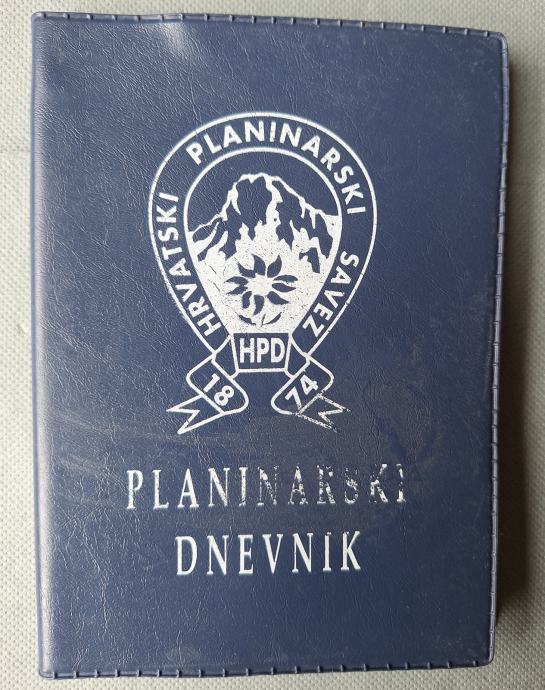 HRVATSKI PLANINARSKI SAVEZ
HPD
18 74
PLANINARSKI
DNEVNIK